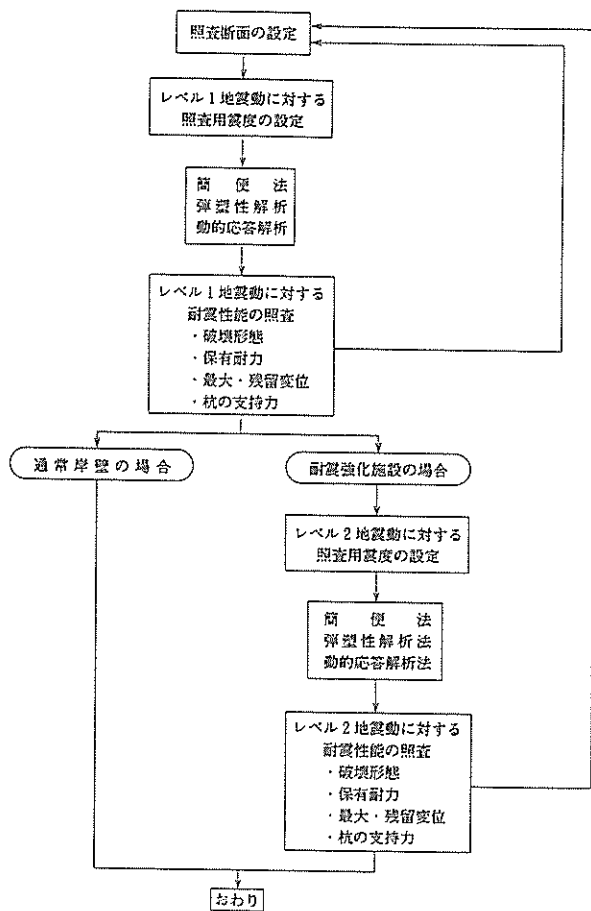 照査断面の設定
レベル1地震動に対する
照査用震度の設定
簡便法
弾塑性解析
動的応答解析
レベル1地震動に対する
耐震性能の照査
・破壊形態
・保有耐力
・最大・残留変位
・杭の支持力
通常岸壁の場合
耐震強化施設の場合
レベル2地震動に対する
照査用震度の設定
簡便法
弾塑性解析法
動的応答解析法
レベル2地震動に対する
耐震性能の照査
・破壊形態
・保有耐力
・最大・残留変位
・杭の支持力
おわり